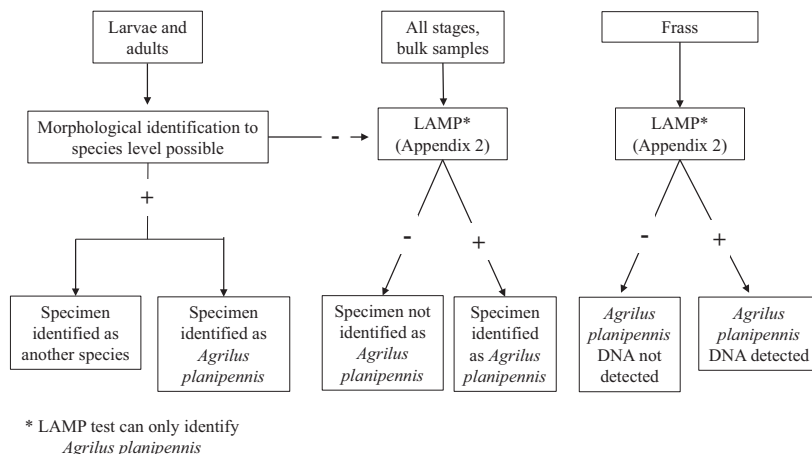 Larvae and
adults
All stages,
bulk samples
Frass
Morphological identification to
species level possible
-
LAMP*
(Appendix 2)
LAMP*
(Appendix 2)
+
-
+
-
+
Specimen
identified as
another species
Specimen
identified as
Agrilus
planipennis
Specimen not
identified as
Agrilus
planipennis
Specimen
identified
as Agrilus
planipennis
Agrilus
planipennis
DNA not
detected
Agrilus
planipennis
DNA detected
* LAMP test can only identify
Agrilus planipennis